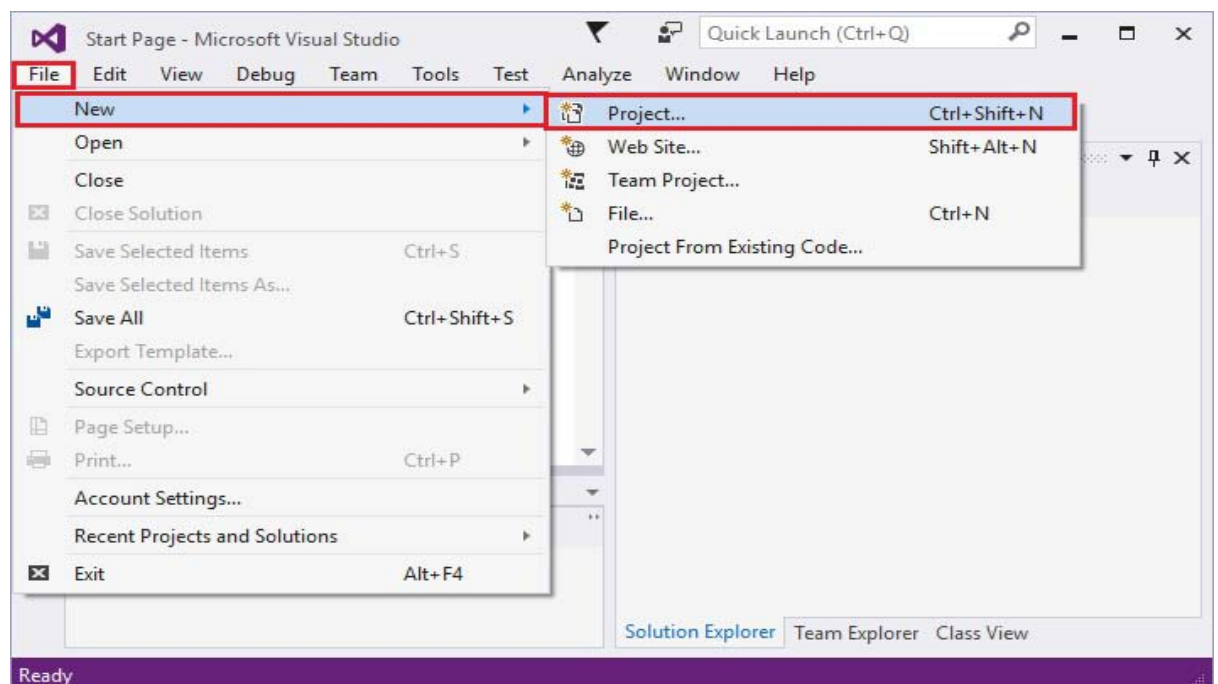 Start Page - Microsoft Visual Studio
Quick Launch (Ctrl+Q)
File Edit View Debug Team Tools Test Analyze Window Help
New
Open
Close
Close Solution
Save Selected Items Ctrl+S
Save Selected Items As...
Save All Ctrl+Shift+S
Export Template...
Source Control
Page Setup...
Print... Ctrl+P
Account Settings...
Recent Projects and Solutions
Exit Alt+F4
Project... Ctrl+Shift+N
Web Site... Shift+Alt+N
Team Project...
File... Ctrl+N
Project From Existing Code...
Solution Explorer Team Explorer Class View
Ready